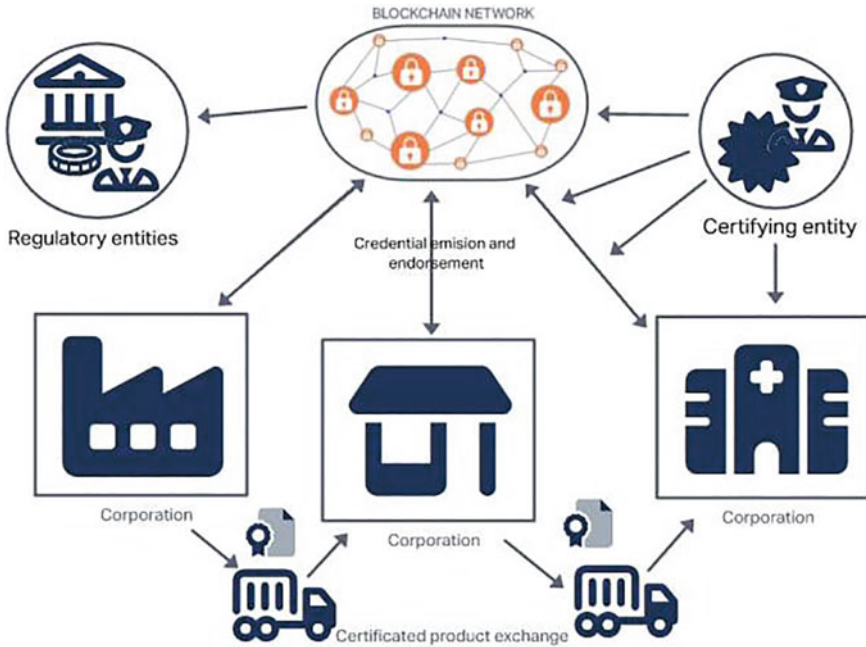 BLOCKCHAIN NETWORK
Regulatory entities
Certifying entity
Credential emision and
endorsement
Corporation
Corporation
Corporation
Certificated product exchange